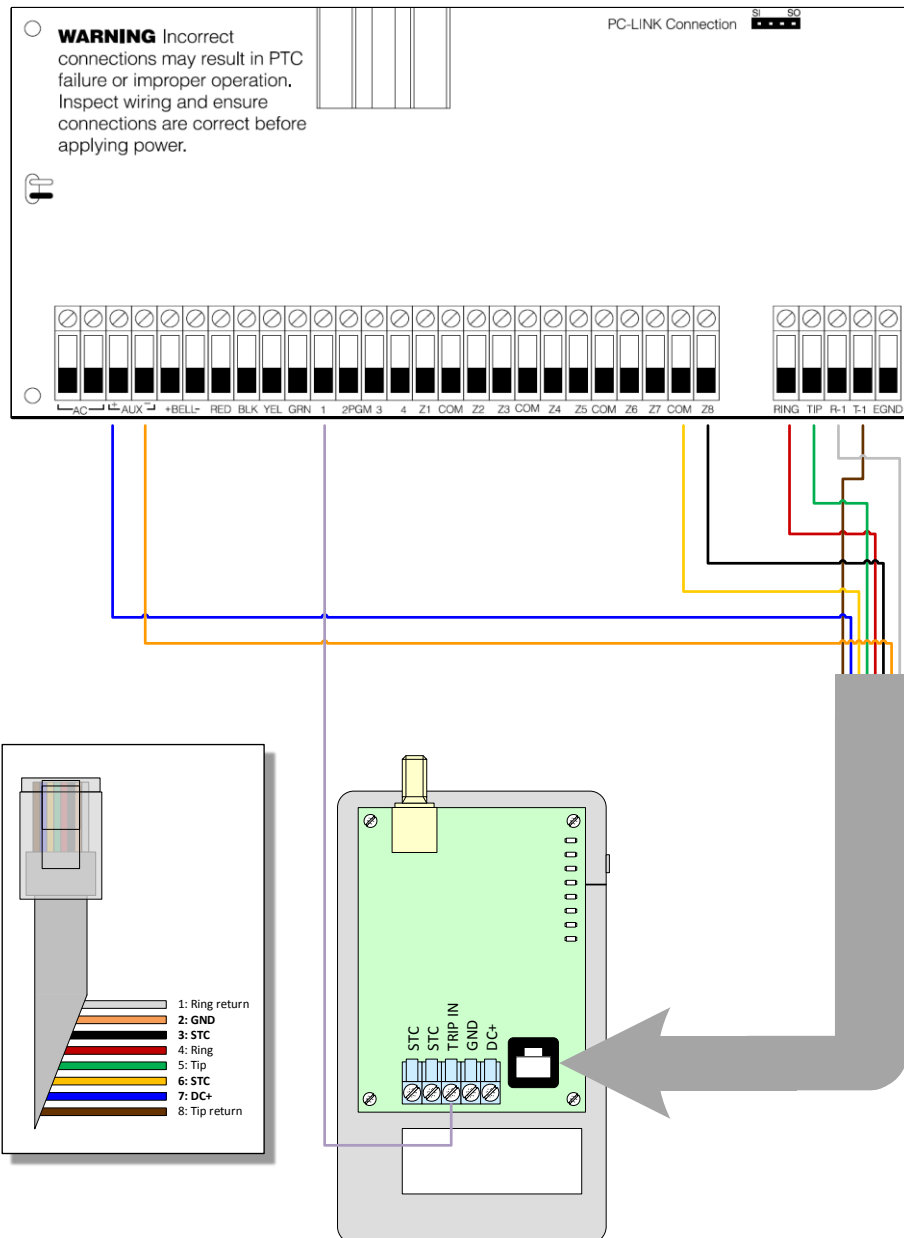 PC-LINK Connection
SI SO
WARNING Incorrect
connections may result in PTC
failure or improper operation.
Inspect wiring and ensure
connections are correct before
applying power.
AC + AUX - +BELL- RED BLK YEL GRN 1 2PGM 3 4 Z1 COM Z2 Z3 COM Z4 Z5 COM Z6 Z7 COM Z8 RING TIP R-1 T-1 EGND
1: Ring return
2: GND
3: STC
4: Ring
5: Tip
6: STC
7: DC+
8: Tip return
STC
STC
TRIP IN
GND
DC+